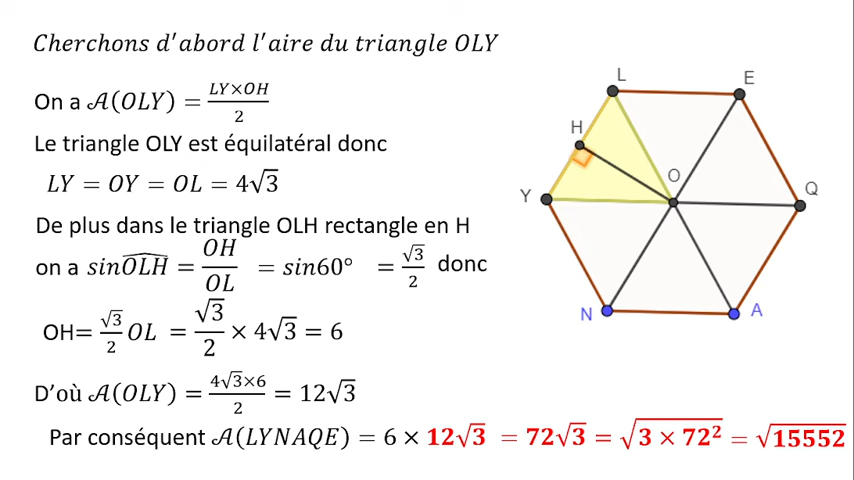 Cherchons d'abord l'aire du triangle OLY
On a 𝒜(OLY) = LY×OH/2
Le triangle OLY est équilatéral donc
LY = OY = OL = 4√3
De plus dans le triangle OLH rectangle en H
on a sin\widehat{OLH} = OH/OL = sin60° = √3/2 donc
OH= √3/2 OL = √3/2 × 4√3 = 6
D'où 𝒜(OLY) = 4√3×6/2 = 12√3
Par conséquent 𝒜(LYNAQE) = 6 × 12√3 = 72√3 = √(3 × 72²) = √15552
L
E
H
O
Y
Q
N
A